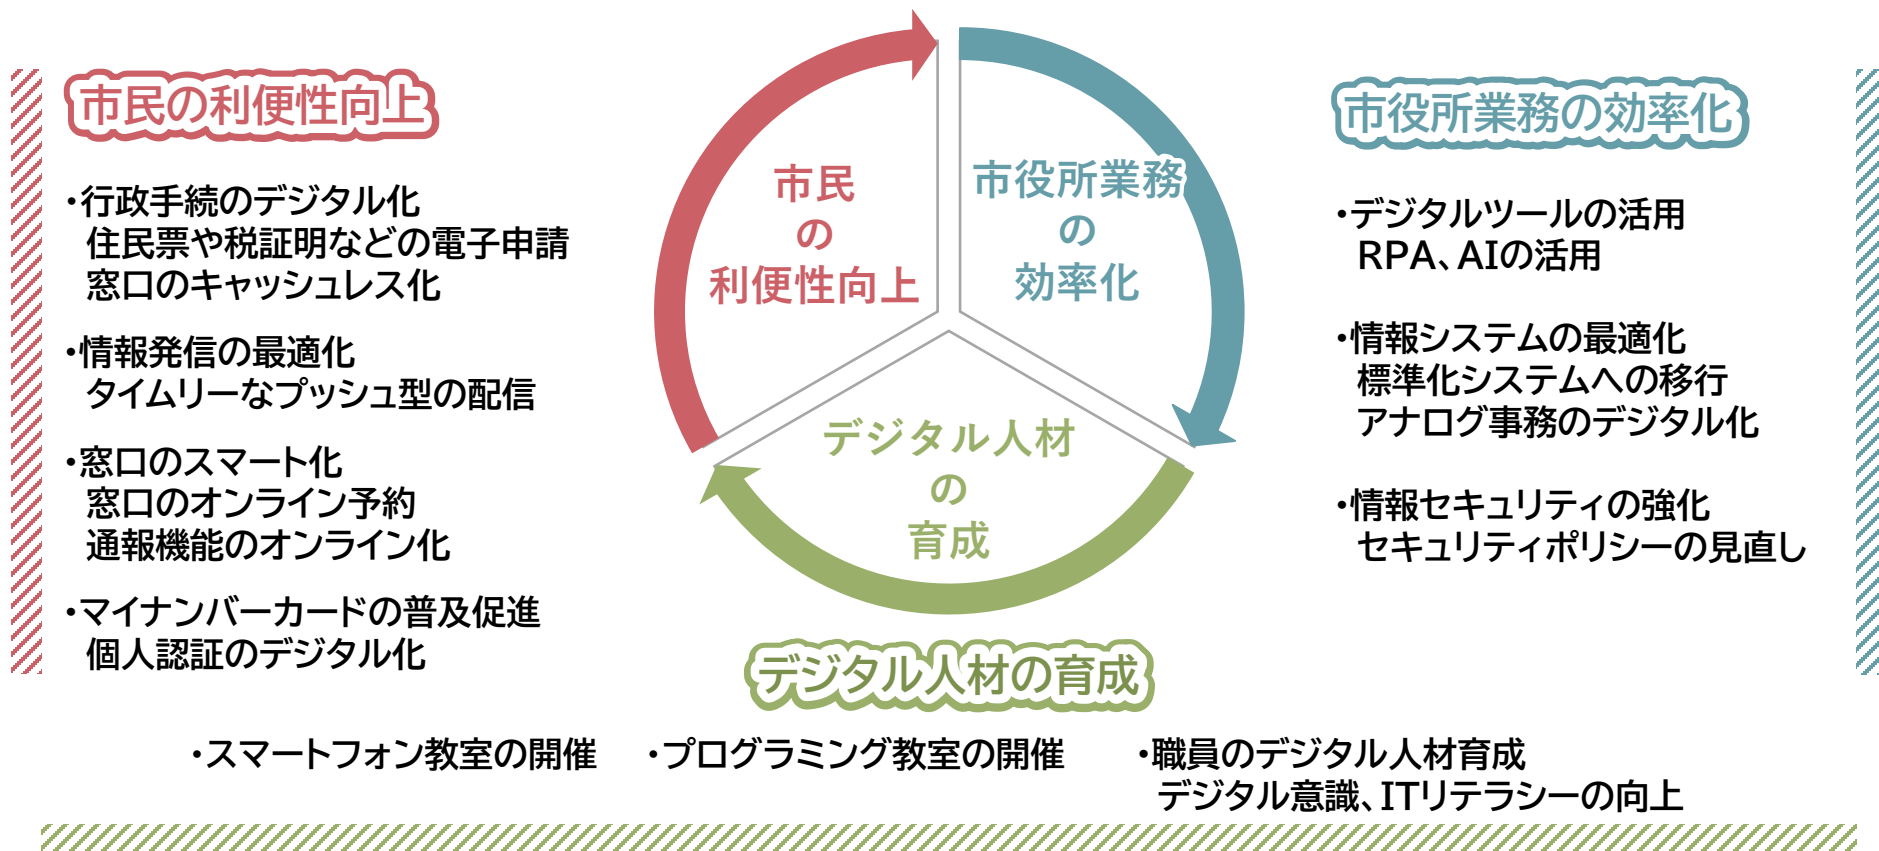 市民の利便性向上
・行政手続のデジタル化
住民票や税証明などの電子申請
窓口のキャッシュレス化
・情報発信の最適化
タイムリーなプッシュ型の配信
・窓口のスマート化
窓口のオンライン予約
通報機能のオンライン化
・マイナンバーカードの普及促進
個人認証のデジタル化
市民
の
利便性向上
市役所業務
の
効率化
デジタル人材
の
育成
市役所業務の効率化
・デジタルツールの活用
RPA、AIの活用
・情報システムの最適化
標準化システムへの移行
アナログ事務のデジタル化
・情報セキュリティの強化
セキュリティポリシーの見直し
デジタル人材の育成
・スマートフォン教室の開催
・プログラミング教室の開催
・職員のデジタル人材育成
デジタル意識、ITリテラシーの向上